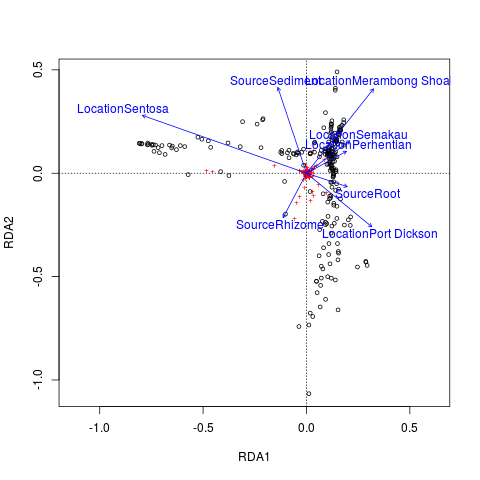 0.5
SourceSediment
LocationMerambong Shoal
LocationSentosa
LocationSemakau
LocationPerhentian
0.0
SourceRoot
SourceRhizome
LocationPort Dickson
RDA2
-0.5
-1.0
-1.0
-0.5
0.0
0.5
RDA1